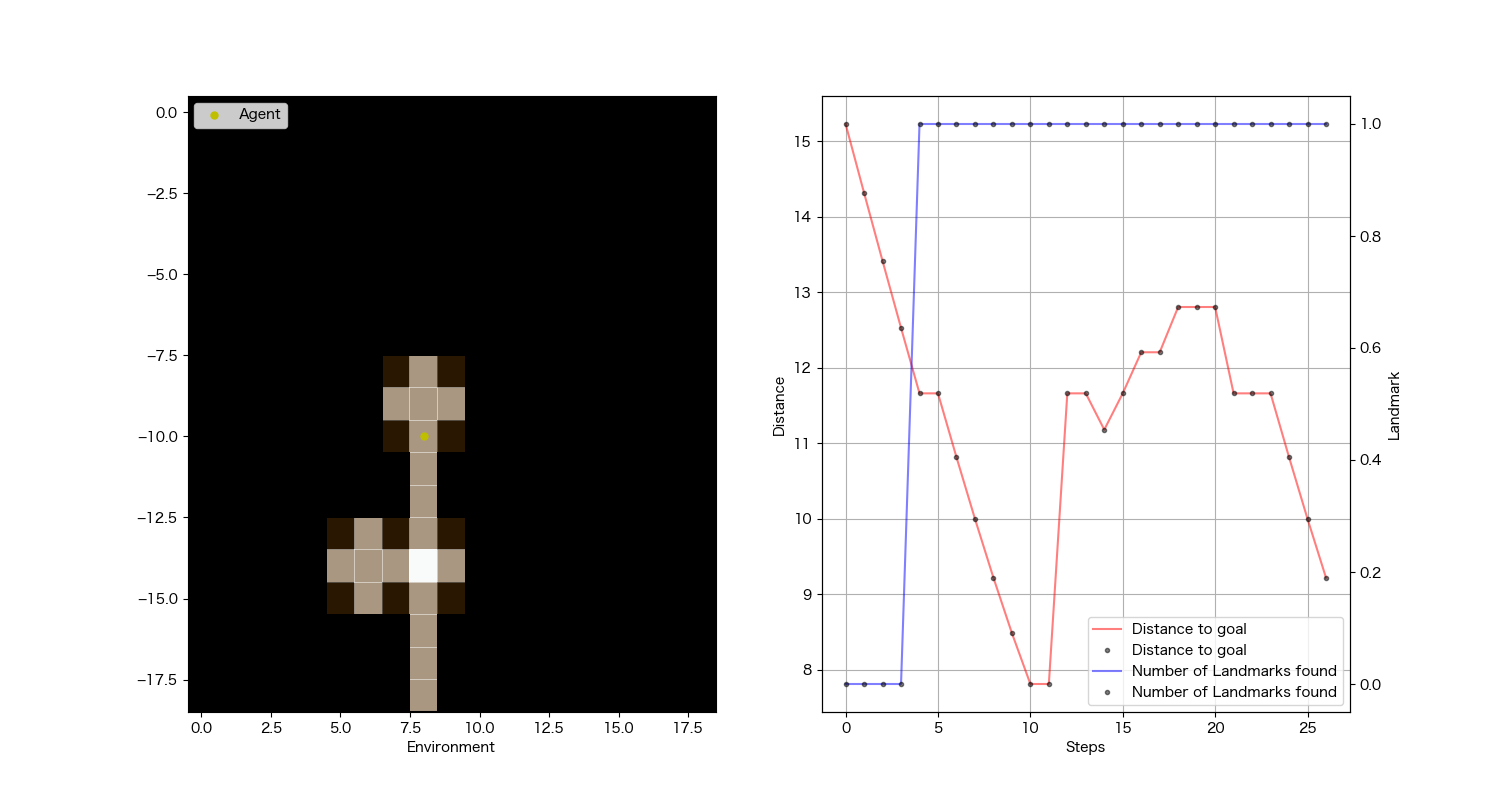 Agent
0.0
−2.5
−5.0
−7.5
−10.0
−12.5
−15.0
−17.5
0.0 2.5 5.0 7.5 10.0 12.5 15.0 17.5
Environment
Distance
15
14
13
12
11
10
9
8
0 5 10 15 20 25
Steps
1.0
0.8
0.6
0.4
0.2
0.0
Landmark
Distance to goal
Distance to goal
Number of Landmarks found
Number of Landmarks found